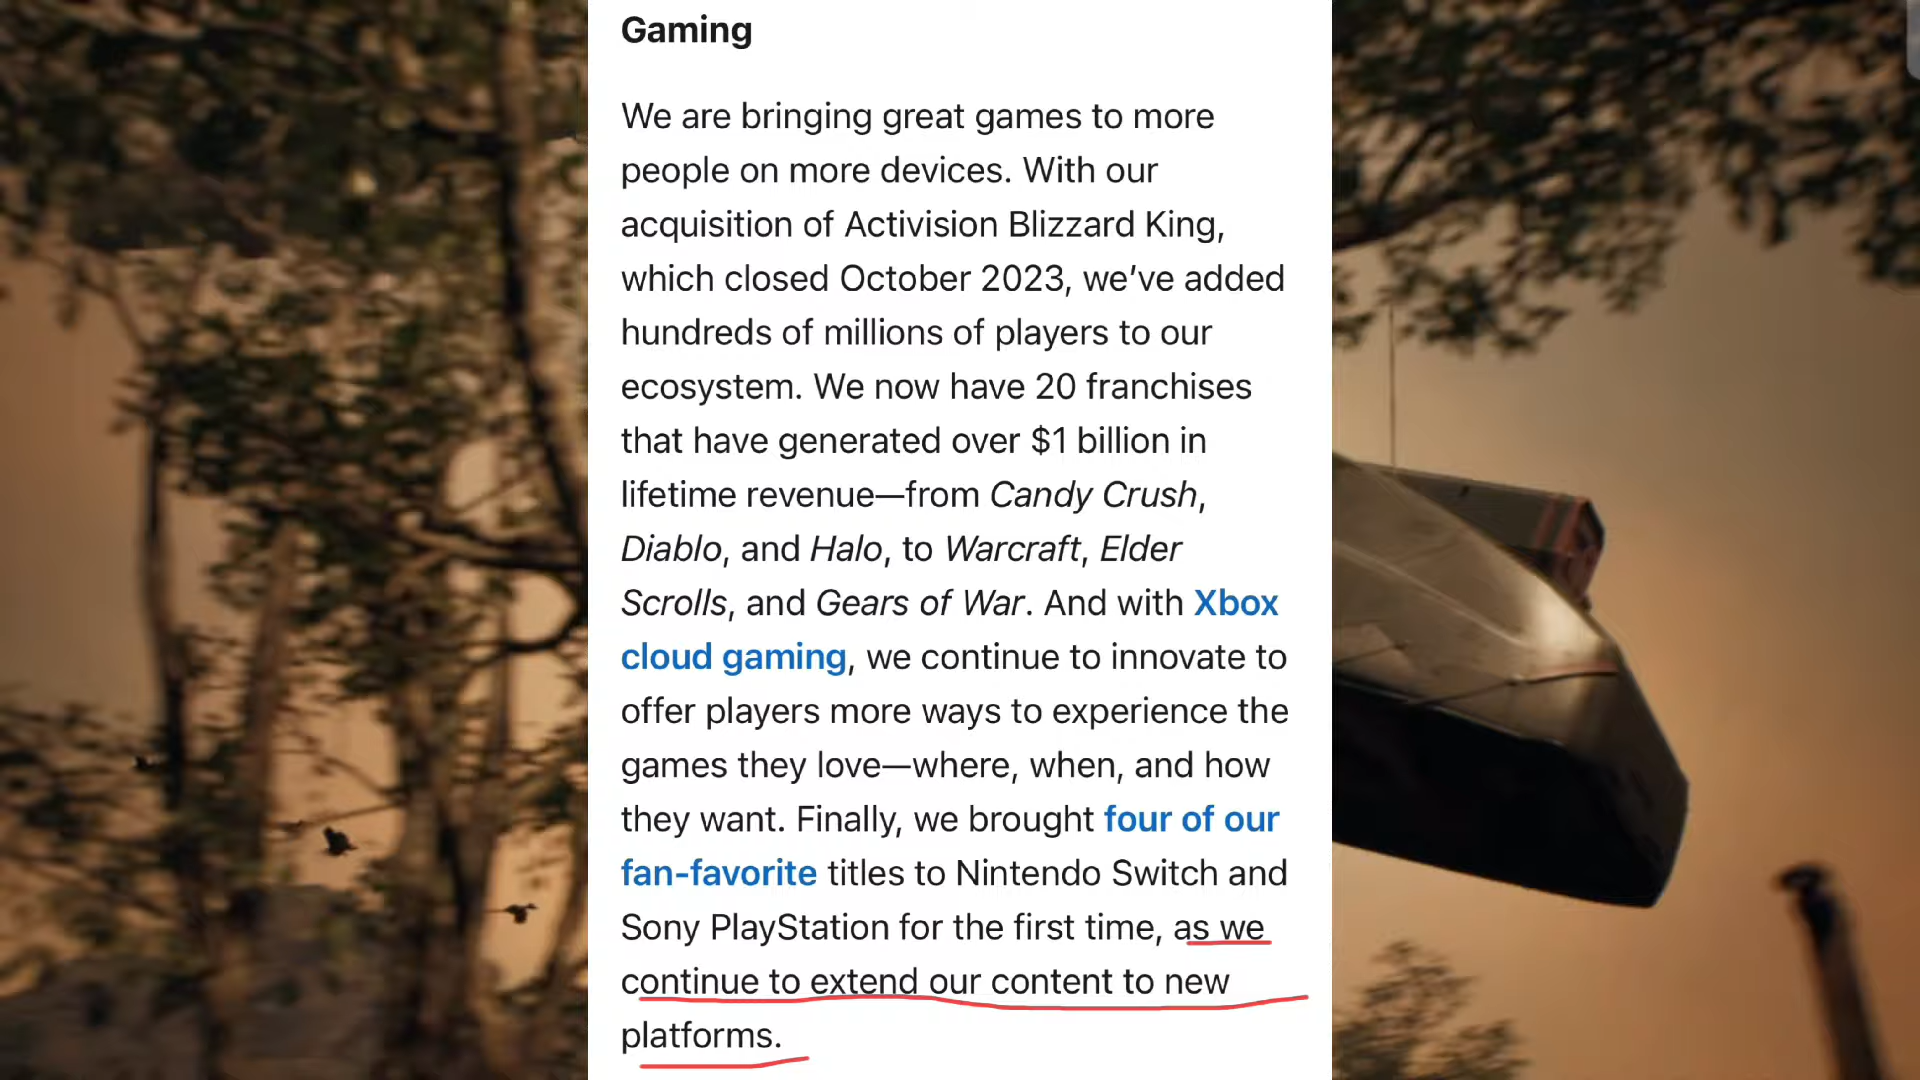 Gaming
We are bringing great games to more
people on more devices. With our
acquisition of Activision Blizzard King,
which closed October 2023, we’ve added
hundreds of millions of players to our
ecosystem. We now have 20 franchises
that have generated over $1 billion in
lifetime revenue—from Candy Crush,
Diablo, and Halo, to Warcraft, Elder
Scrolls, and Gears of War. And with Xbox
cloud gaming, we continue to innovate to
offer players more ways to experience the
games they love—where, when, and how
they want. Finally, we brought four of our
fan-favorite titles to Nintendo Switch and
Sony PlayStation for the first time, as we
continue to extend our content to new
platforms.